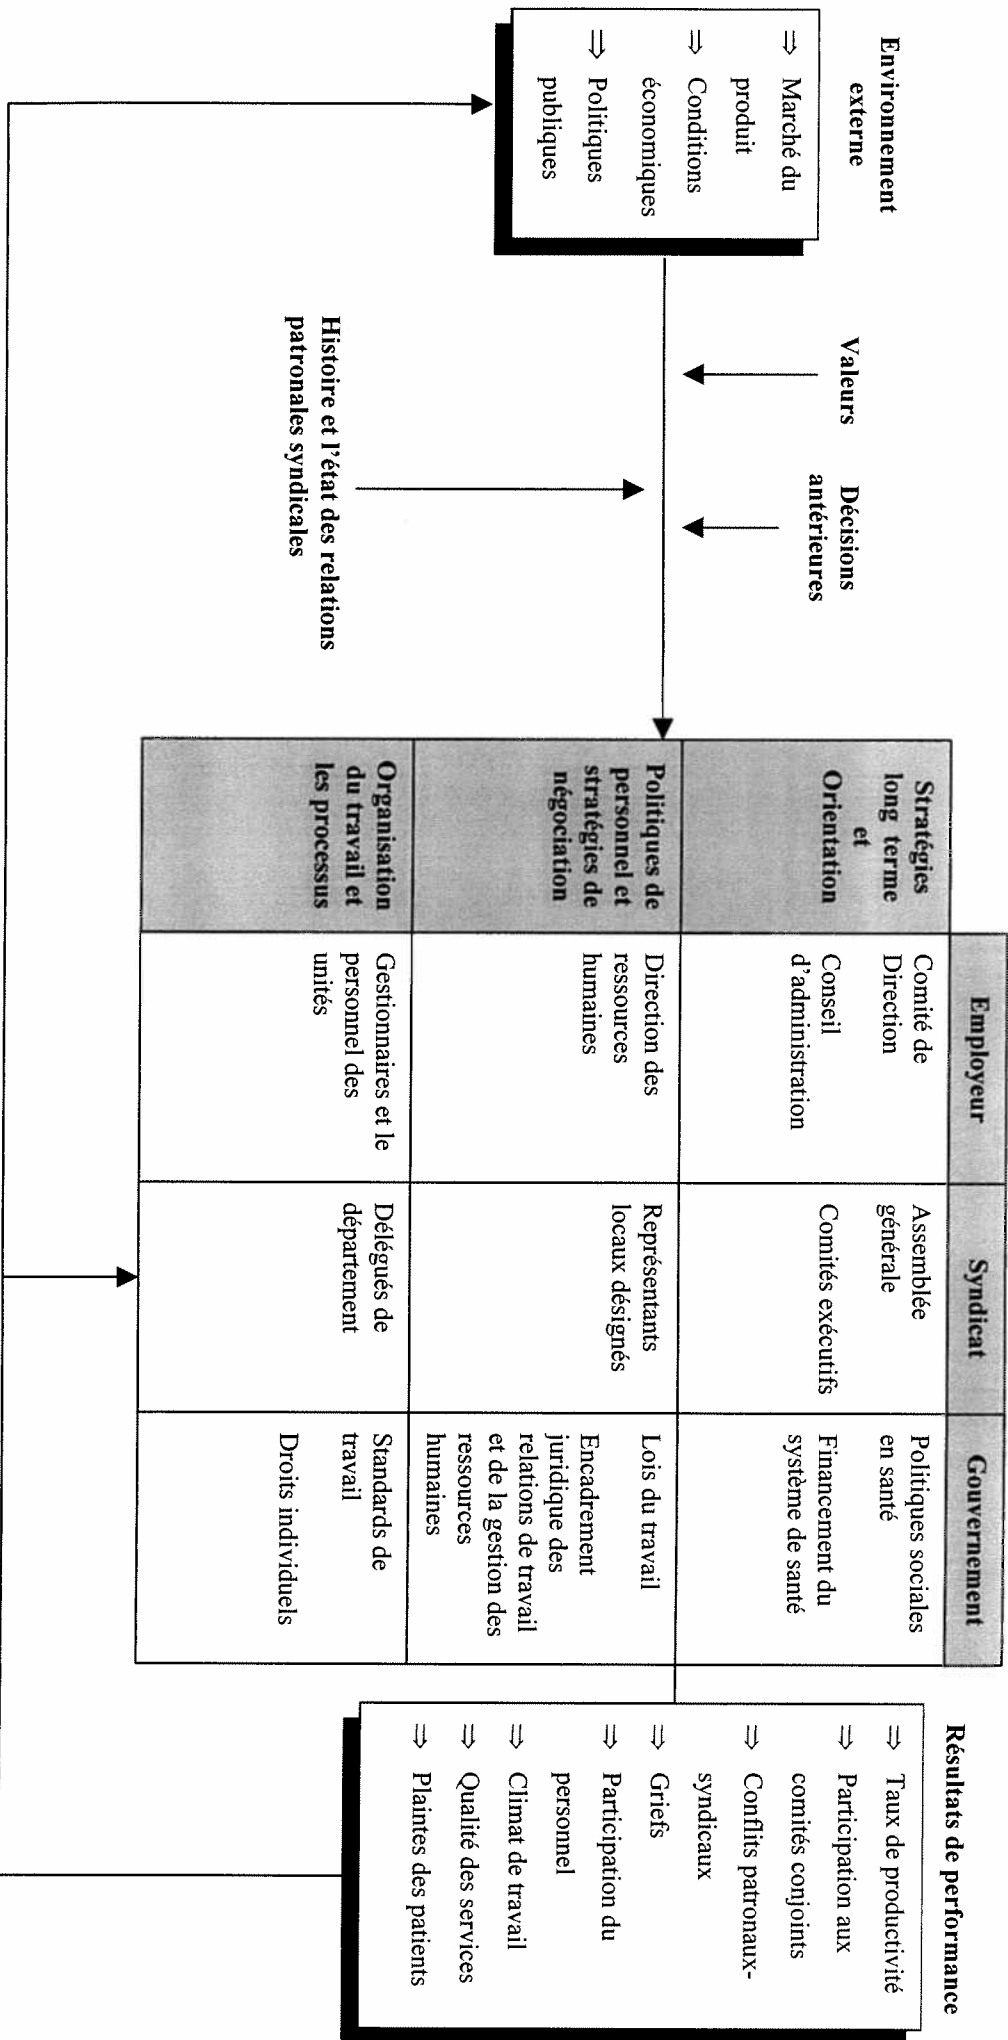 Environnement
externe
⇒ Marché du
produit
⇒ Conditions
économiques
⇒ Politiques
publiques
Valeurs
Décisions
antérieures
Histoire et l'état des relations
patronales syndicales
Employeur
Syndicat
Gouvernement
Stratégies
long terme
et
Orientation
Comité de
Direction
Conseil
d'administration
Assemblée
générale
Comités exécutifs
Politiques sociales
en santé
Financement du
système de santé
Politiques de
personnel et
stratégies de
négociation
Direction des
ressources
humaines
Représentants
locaux désignés
Lois du travail
Encadrement
juridique des
relations de travail
et de la gestion des
ressources
humaines
Organisation
du travail et
les processus
Gestionnaires et le
personnel des
unités
Délégués de
département
Standards de
travail
Droits individuels
Résultats de performance
⇒ Taux de productivité
⇒ Participation aux
comités conjoints
⇒ Conflits patronaux-
syndicaux
⇒ Griefs
⇒ Participation du
personnel
⇒ Climat de travail
⇒ Qualité des services
⇒ Plaintes des patients